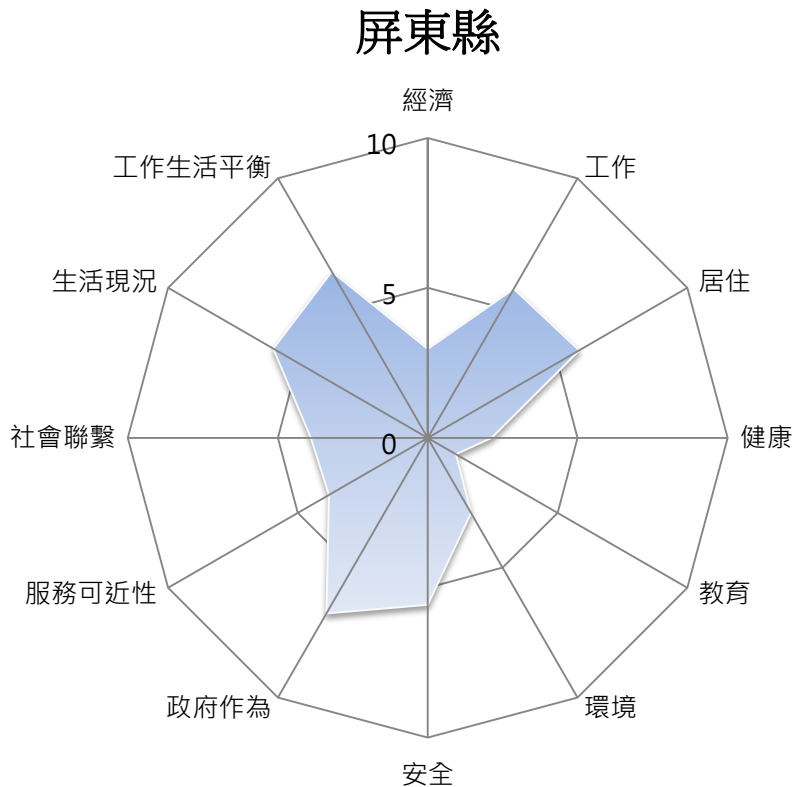 屏東縣
經濟
10
工作生活平衡
工作
5
生活現況
居住
0
社會聯繫
健康
服務可近性
教育
政府作為
環境
安全